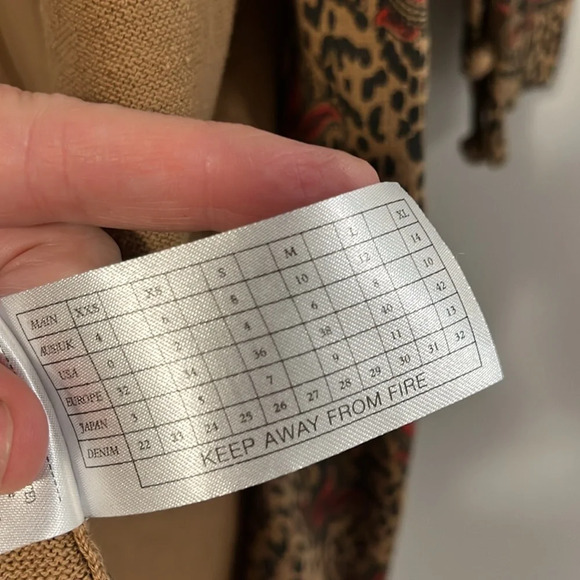 MAIN XXS XS S M L XL
AUS/UK 4 6 8 10 12 14
USA 0 2 4 6 8 10
EUROPE 32 34 36 38 40 42
JAPAN 3 5 7 9 11 13
DENIM 22 23 24 25 26 27 28 29 30 31 32
KEEP AWAY FROM FIRE